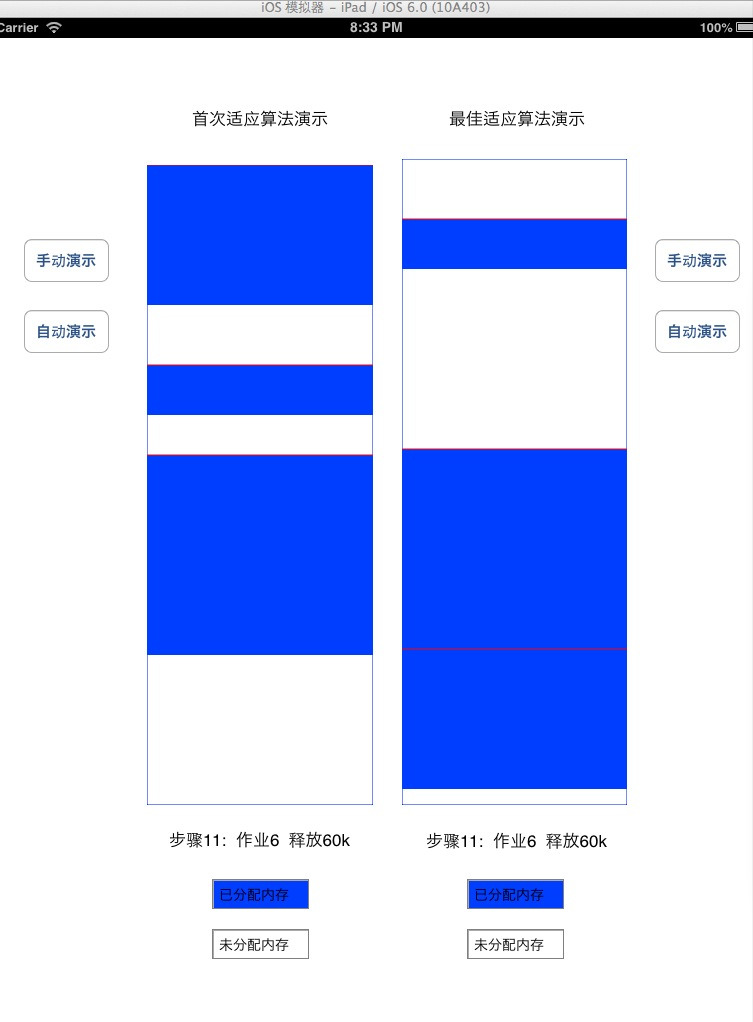 iOS 模拟器 - iPad / iOS 6.0 (10A403)
Carrier 8:33 PM 100%
首次适应算法演示 最佳适应算法演示
手动演示 手动演示
自动演示 自动演示
步骤11: 作业6 释放60k 步骤11: 作业6 释放60k
已分配内存 已分配内存
未分配内存 未分配内存